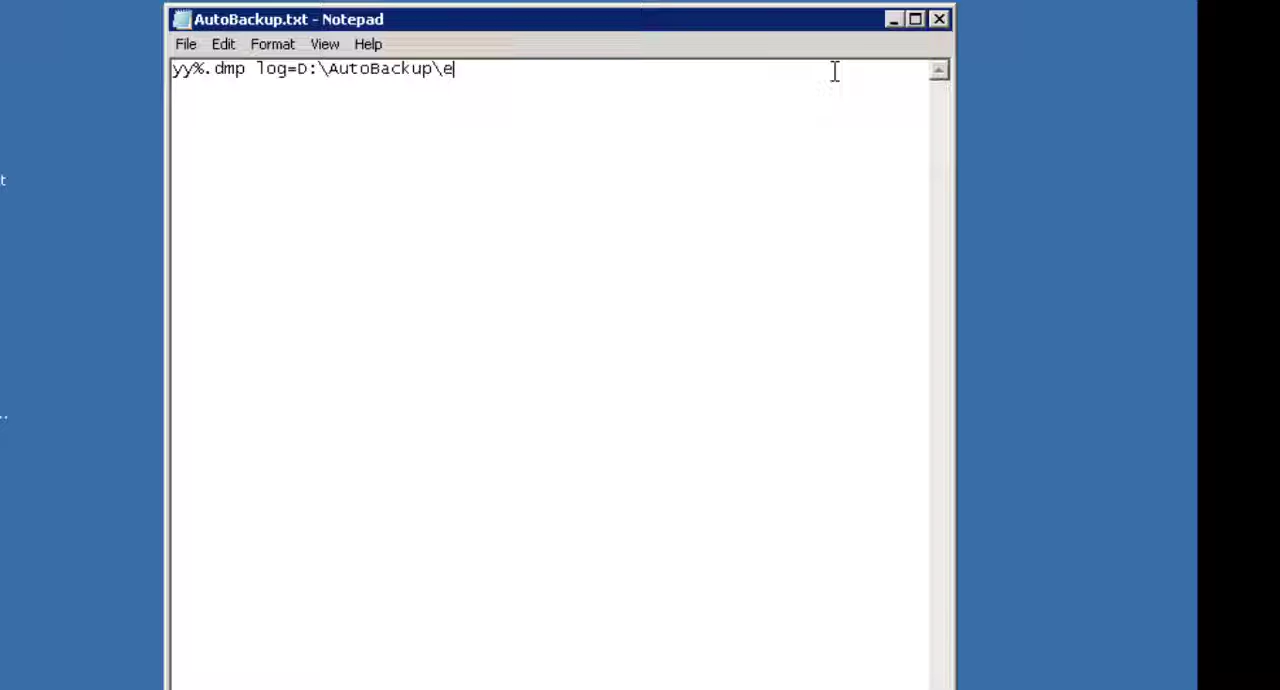 AutoBackup.txt - Notepad
File Edit Format View Help
yy%.dmp log=D:\AutoBackup\e
t
..